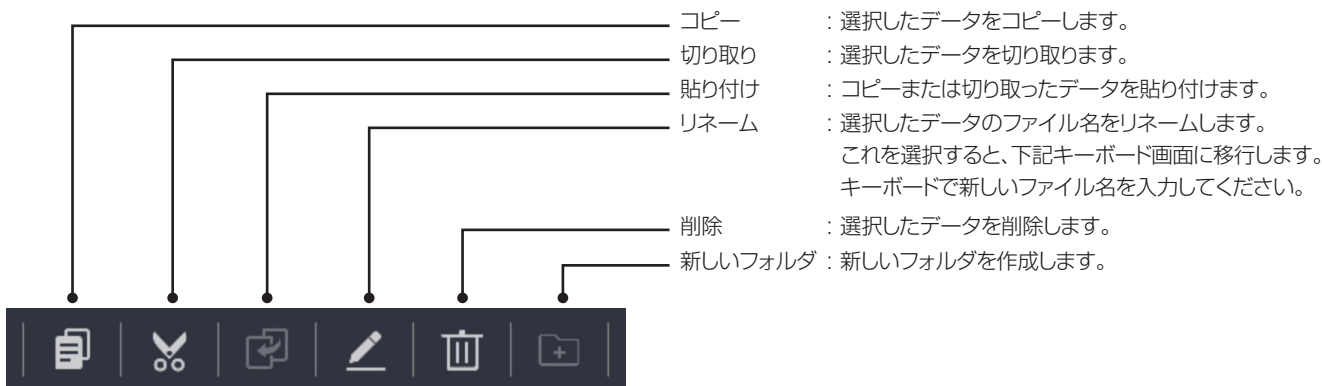 コピー : 選択したデータをコピーします。
切り取り : 選択したデータを切り取ります。
貼り付け : コピーまたは切り取ったデータを貼り付けます。
リネーム : 選択したデータのファイル名をリネームします。
これを選択すると、下記キーボード画面に移行します。
キーボードで新しいファイル名を入力してください。
削除 : 選択したデータを削除します。
新しいフォルダ : 新しいフォルダを作成します。